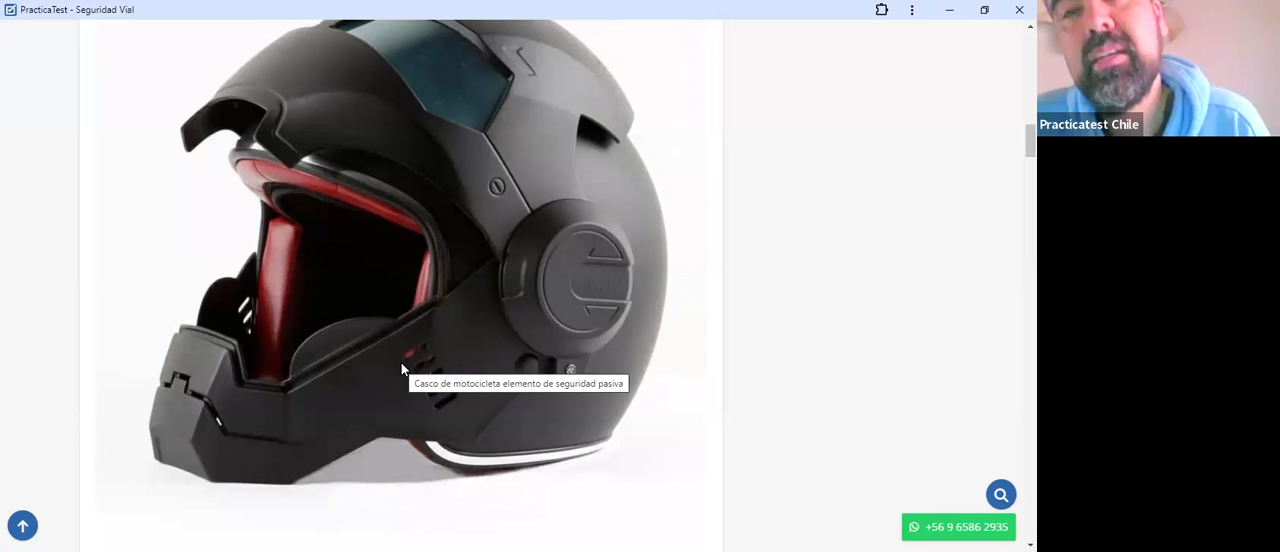 PracticaTest - Seguridad Vial
Practicatest Chile
Casco de motocicleta elemento de seguridad pasiva
+56 9 6586 2935